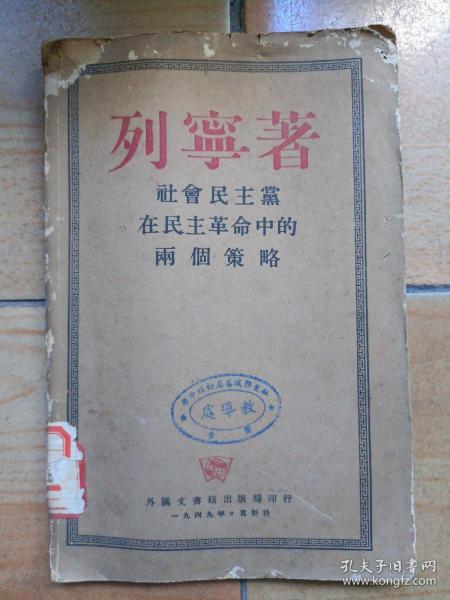 列寧著
社會民主黨
在民主革命中的
兩個策略
教導處
外國文書籍出版局印行
一九四九年·莫斯科
孔夫子旧书网
www.kongfz.com